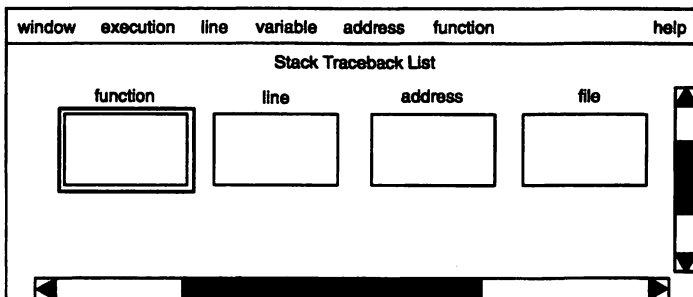 window execution line variable address function help
Stack Traceback List
function line address file